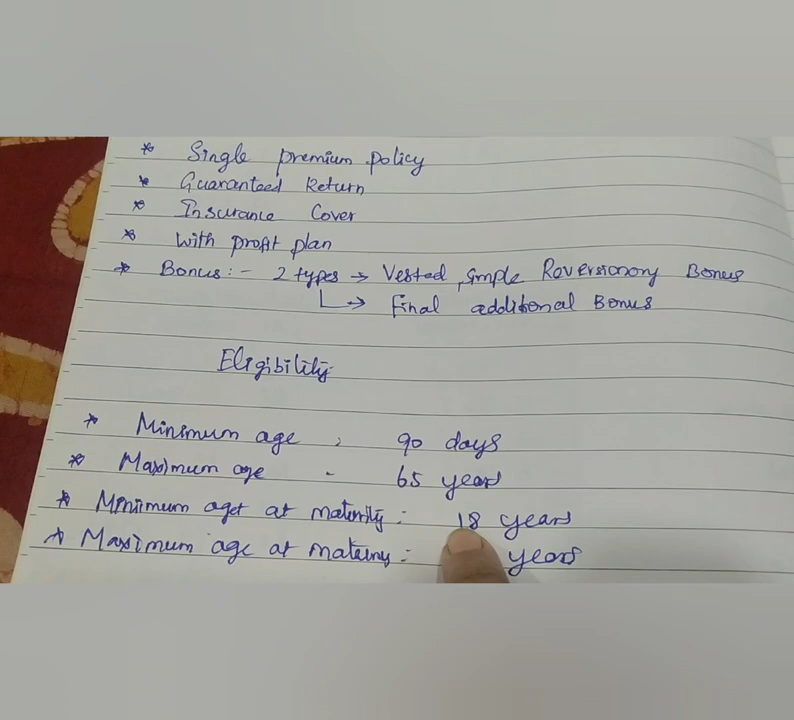 * Single premium policy
* Guaranteed Return
* Insurance Cover
* With profit plan
* Bonus:- 2 types → Vested, simple Reversionary Bonus
↳ Final additional Bonus
Eligibility
* Minimum age , 90 days
* Maximum age - 65 years
* Minimum aget at maturity: 18 years
* Maximum age at maturity: years